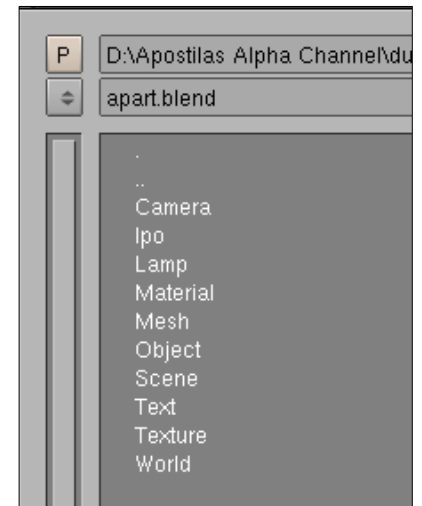 P
D:\Apostilas Alpha Channel\du
apart.blend
.
..
Camera
Ipo
Lamp
Material
Mesh
Object
Scene
Text
Texture
World